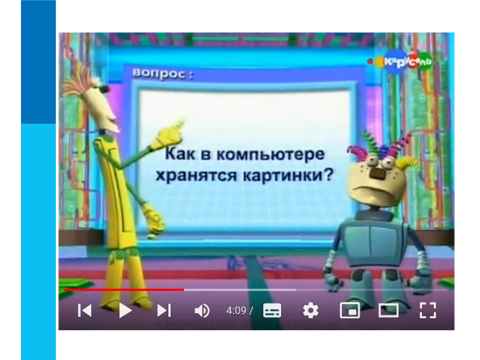 Карусель
вопрос:
Как в компьютере
хранятся картинки?
4:09 /